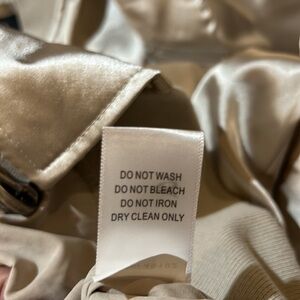 DO NOT WASH
DO NOT BLEACH
DO NOT IRON
DRY CLEAN ONLY